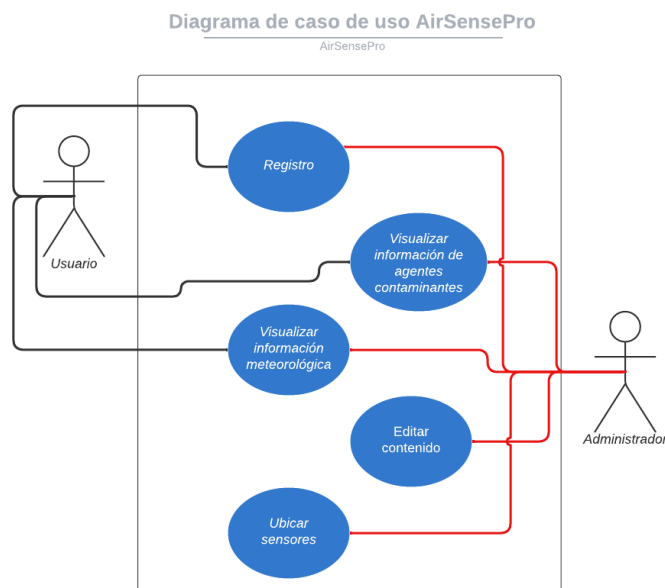 Diagrama de caso de uso AirSensePro
AirSensePro
Registro
Usuario
Visualizar
información de
agentes
contaminantes
Visualizar
información
meteorológica
Editar
contenido
Administrador
Ubicar
sensores